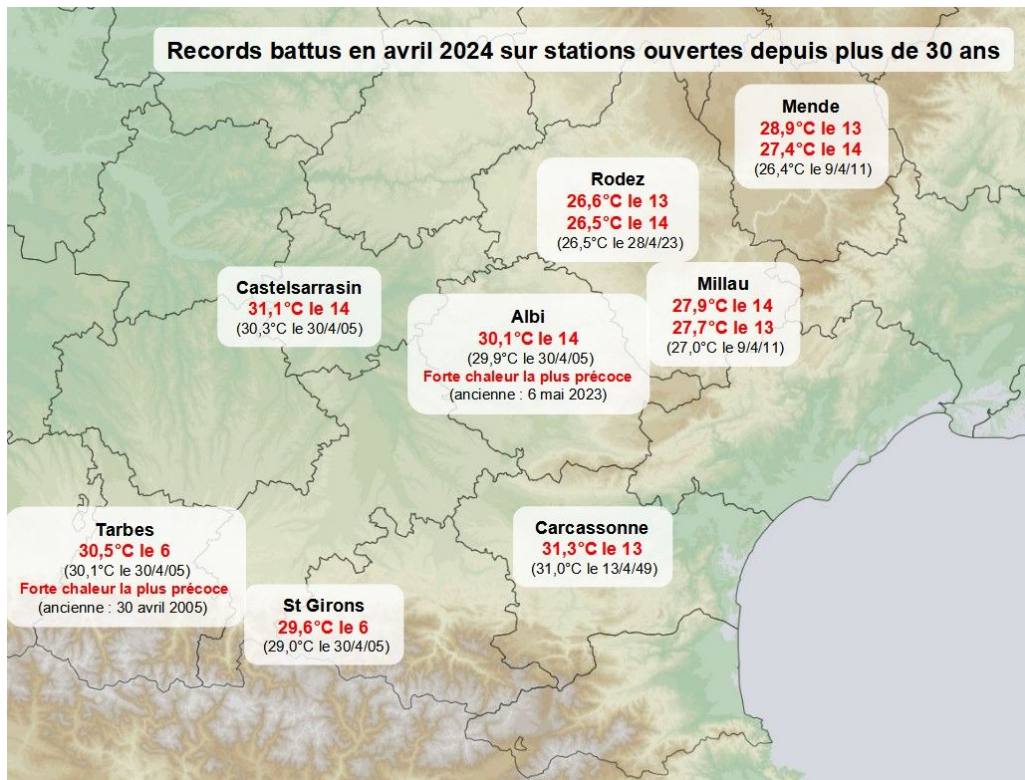 Records battus en avril 2024 sur stations ouvertes depuis plus de 30 ans
Mende
28,9°C le 13
27,4°C le 14
(26,4°C le 9/4/11)
Rodez
26,6°C le 13
26,5°C le 14
(26,5°C le 28/4/23)
Castelsarrasin
31,1°C le 14
(30,3°C le 30/4/05)
Albi
30,1°C le 14
(29,9°C le 30/4/05)
Forte chaleur la plus précoce
(ancienne : 6 mai 2023)
Millau
27,9°C le 14
27,7°C le 13
(27,0°C le 9/4/11)
Tarbes
30,5°C le 6
(30,1°C le 30/4/05)
Forte chaleur la plus précoce
(ancienne : 30 avril 2005)
St Girons
29,6°C le 6
(29,0°C le 30/4/05)
Carcassonne
31,3°C le 13
(31,0°C le 13/4/49)